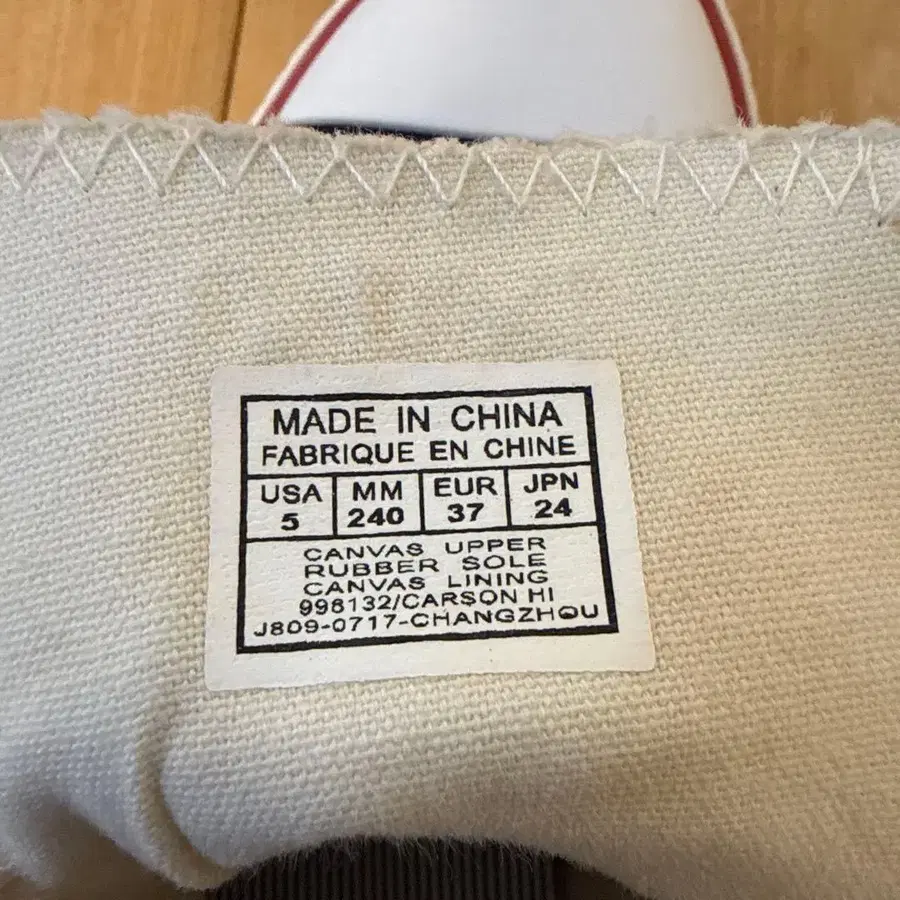 MADE IN CHINA
FABRIQUE EN CHINE
USA MM EUR JPN
5 240 37 24
CANVAS UPPER
RUBBER SOLE
CANVAS LINING
998132/CARSON HI
J809-0717-CHANGZHOU